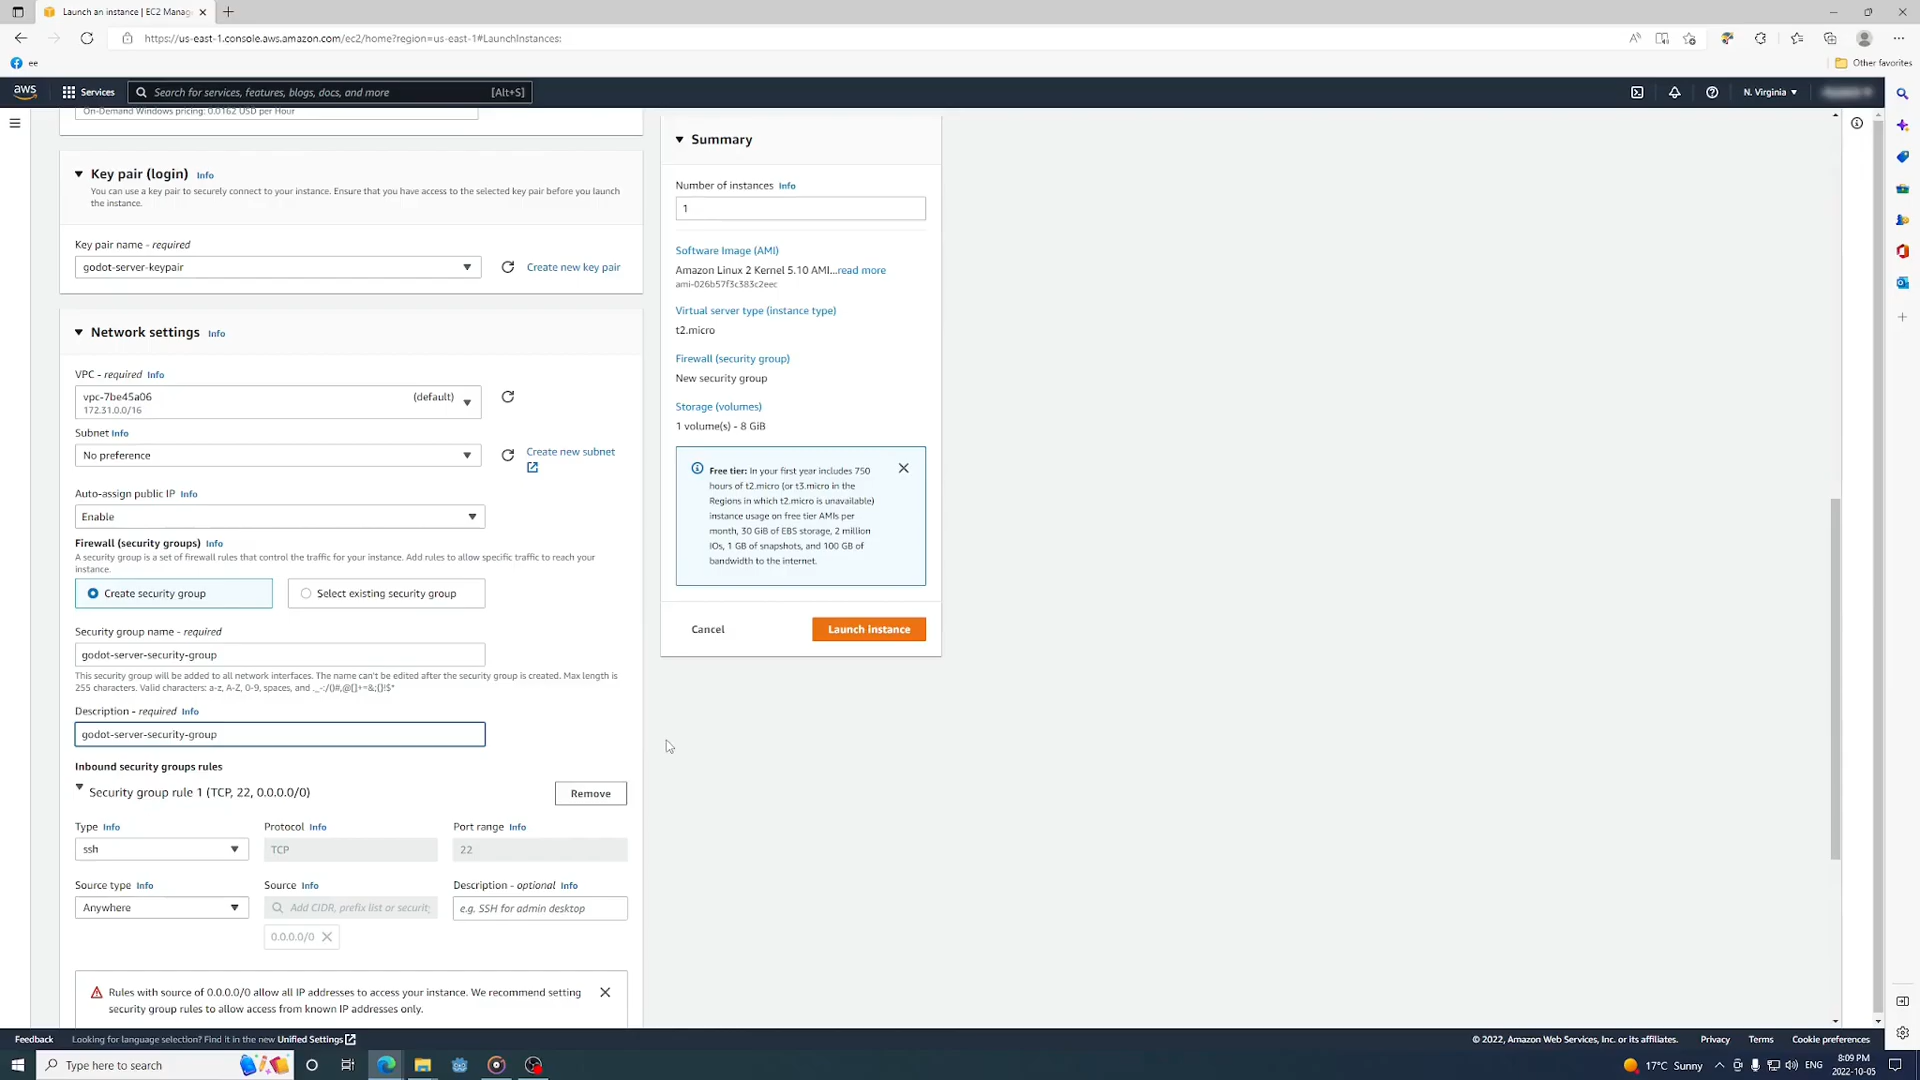 Launch an instance | EC2 Manag
https://us-east-1.console.aws.amazon.com/ec2/home?region=us-east-1#LaunchInstances:
ee
Other favorites
aws
Services
Search for services, features, blogs, docs, and more
[Alt+S]
N. Virginia
On-Demand Windows pricing: 0.0162 USD per Hour
Key pair (login) Info
You can use a key pair to securely connect to your instance. Ensure that you have access to the selected key pair before you launch
the instance.
Key pair name - required
godot-server-keypair
Create new key pair
Network settings Info
VPC - required Info
vpc-7be45a06
(default)
172.31.0.0/16
Subnet Info
No preference
Create new subnet
Auto-assign public IP Info
Enable
Firewall (security groups) Info
A security group is a set of firewall rules that control the traffic for your instance. Add rules to allow specific traffic to reach your
instance.
Create security group
Select existing security group
Security group name - required
godot-server-security-group
This security group will be added to all network interfaces. The name can't be edited after the security group is created. Max length is
255 characters. Valid characters: a-z, A-Z, 0-9, spaces, and ._-:/()#,@[]+=&;{}!$*
Description - required Info
godot-server-security-group
Inbound security groups rules
Security group rule 1 (TCP, 22, 0.0.0.0/0)
Remove
Type Info
Protocol Info
Port range Info
ssh
TCP
22
Source type Info
Source Info
Description - optional Info
Anywhere
Add CIDR, prefix list or security
e.g. SSH for admin desktop
0.0.0.0/0
Rules with source of 0.0.0.0/0 allow all IP addresses to access your instance. We recommend setting
security group rules to allow access from known IP addresses only.
Summary
Number of instances Info
1
Software Image (AMI)
Amazon Linux 2 Kernel 5.10 AMI...read more
ami-026b57f3c383c2eec
Virtual server type (instance type)
t2.micro
Firewall (security group)
New security group
Storage (volumes)
1 volume(s) - 8 GiB
Free tier: In your first year includes 750
hours of t2.micro (or t3.micro in the
Regions in which t2.micro is unavailable)
instance usage on free tier AMIs per
month, 30 GiB of EBS storage, 2 million
IOs, 1 GB of snapshots, and 100 GB of
bandwidth to the internet.
Cancel
Launch instance
Feedback
Looking for language selection? Find it in the new Unified Settings
© 2022, Amazon Web Services, Inc. or its affiliates.
Privacy
Terms
Cookie preferences
Type here to search
17°C Sunny
ENG
8:09 PM
2022-10-05